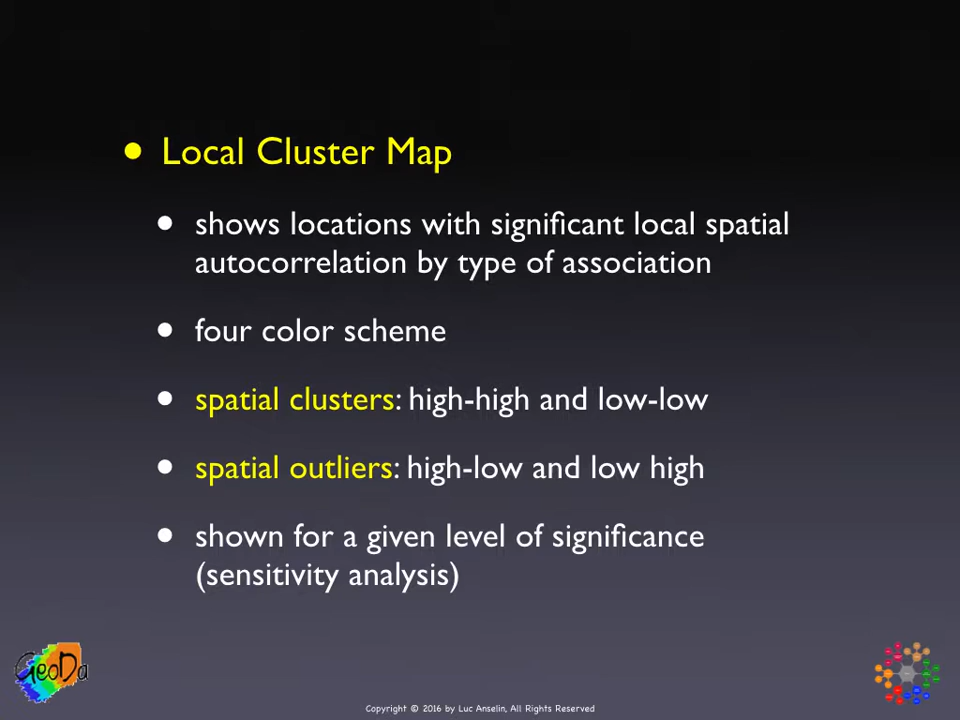 • Local Cluster Map
• shows locations with significant local spatial
autocorrelation by type of association
• four color scheme
• spatial clusters: high-high and low-low
• spatial outliers: high-low and low high
• shown for a given level of significance
(sensitivity analysis)
GeoDa
Copyright © 2016 by Luc Anselin, All Rights Reserved